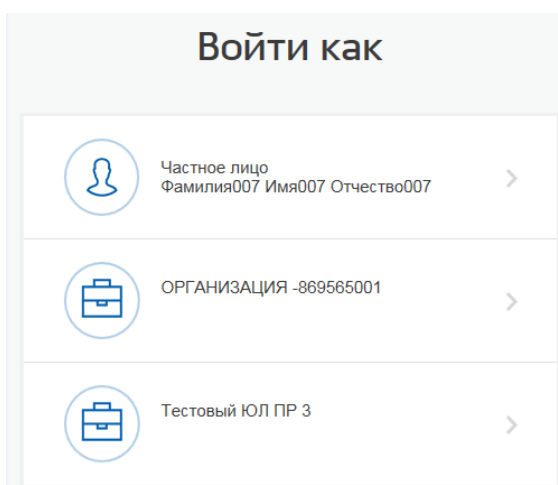 Войти как
Частное лицо
Фамилия007 Имя007 Отчество007
ОРГАНИЗАЦИЯ -869565001
Тестовый ЮЛ ПР 3